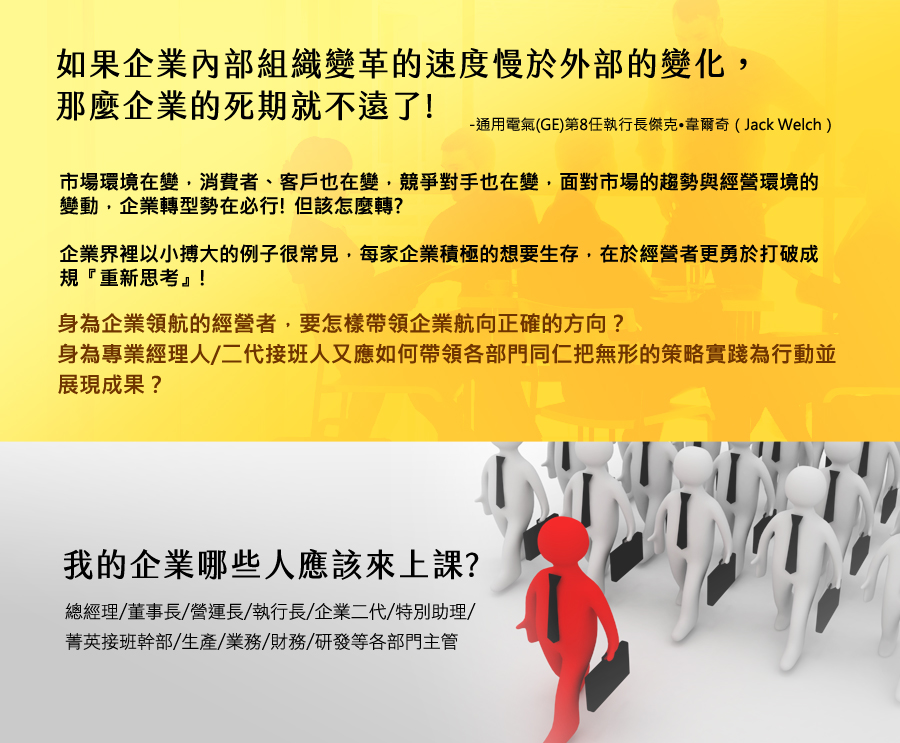 如果企業內部組織變革的速度慢於外部的變化，
那麼企業的死期就不遠了!
-通用電氣(GE)第8任執行長傑克•韋爾奇 ( Jack Welch )
市場環境在變，消費者、客戶也在變，競爭對手也在變，面對市場的趨勢與經營環境的
變動，企業轉型勢在必行! 但該怎麼轉?
企業界裡以小搏大的例子很常見，每家企業積極的想要生存，在於經營者更勇於打破成
規『重新思考』!
身為企業領航的經營者，要怎樣帶領企業航向正確的方向？
身為專業經理人/二代接班人又應如何帶領各部門同仁把無形的策略實踐為行動並
展現成果？
我的企業哪些人應該來上課?
總經理/董事長/營運長/執行長/企業二代/特別助理/
菁英接班幹部/生產/業務/財務/研發等各部門主管